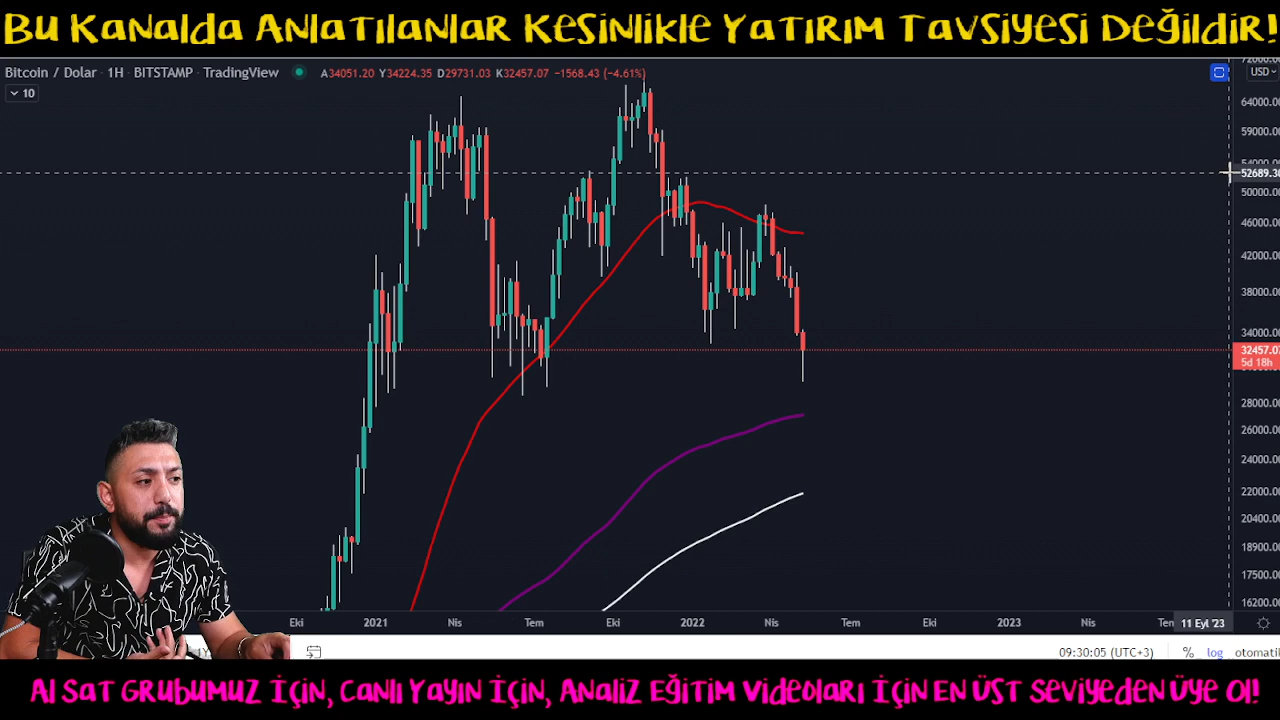 Bu Kanalda Anlatılanlar Kesinlikle Yatırım Tavsiyesi Değildir!
Bitcoin / Dolar · 1H · BITSTAMP · TradingView A34051.20 Y34224.35 D29731.03 K32457.07 −1568.43 (−4.61%)
USD
10
64000.00
59000.00
54000.00
52689.30
50000.00
46000.00
42000.00
38000.00
34000.00
32457.07
5d 18h
28000.00
26000.00
24000.00
22000.00
20400.00
18900.00
17500.00
16200.00
Eki 2021 Nis Tem Eki 2022 Nis Tem Eki 2023 Nis Tem 11 Eyl '23
09:30:05 (UTC+3) % log otomatik
Al Sat Grubumuz İçin, Canlı Yayın İçin, Analiz Eğitim Videoları İçin En Üst Seviyeden Üye Ol!